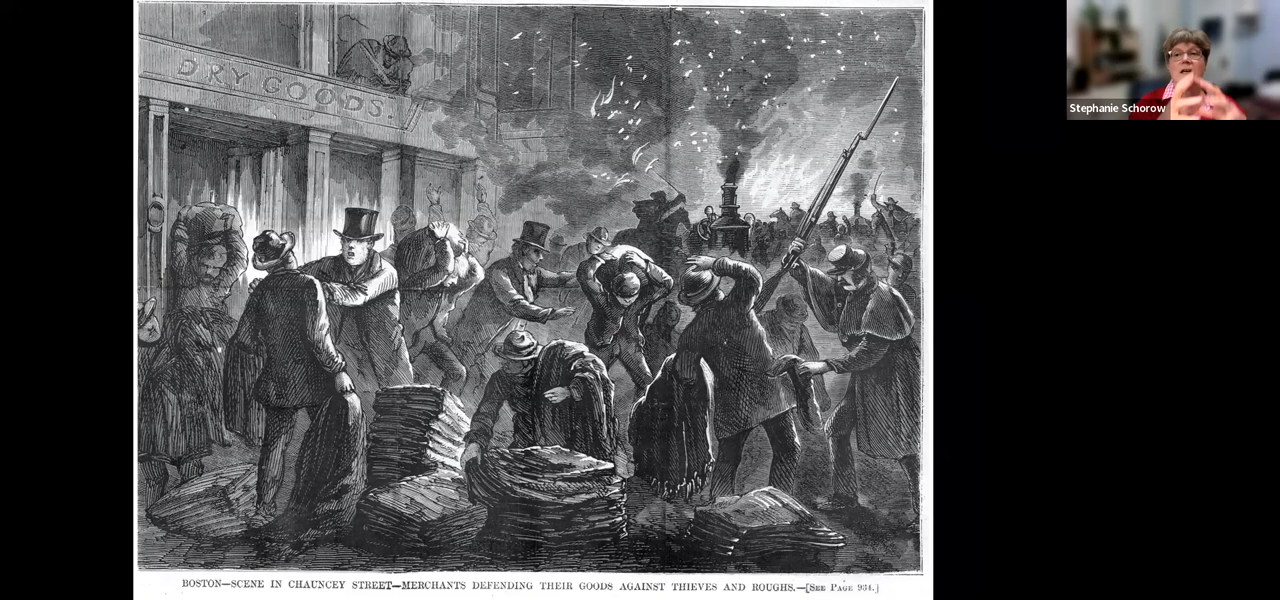 DRY GOODS
Stephanie Schorow
BOSTON—SCENE IN CHAUNCEY STREET—MERCHANTS DEFENDING THEIR GOODS AGAINST THIEVES AND ROUGHS.—[SEE PAGE 934.]